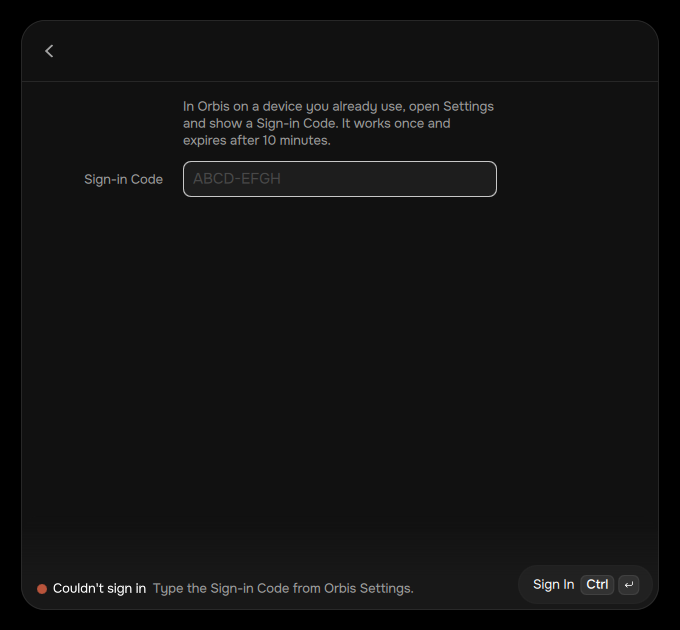 In Orbis on a device you already use, open Settings
and show a Sign-in Code. It works once and
expires after 10 minutes.
Sign-in Code ABCD-EFGH
Couldn't sign in Type the Sign-in Code from Orbis Settings.
Sign In Ctrl ↵